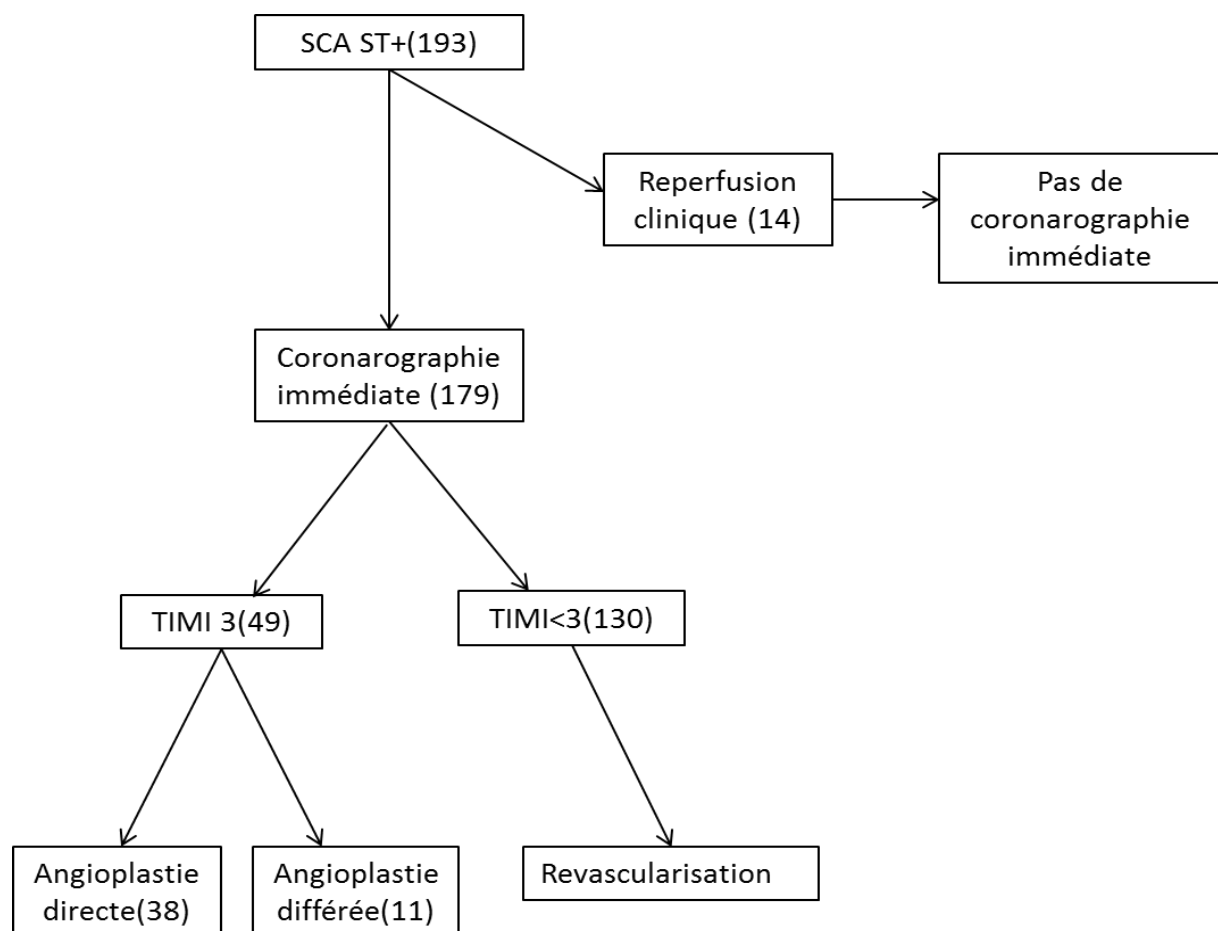 SCA ST+(193)
Reperfusion
clinique (14)
Pas de
coronarographie
immédiate
Coronarographie
immédiate (179)
TIMI 3(49)
TIMI<3(130)
Angioplastie
directe(38)
Angioplastie
différée(11)
Revascularisation